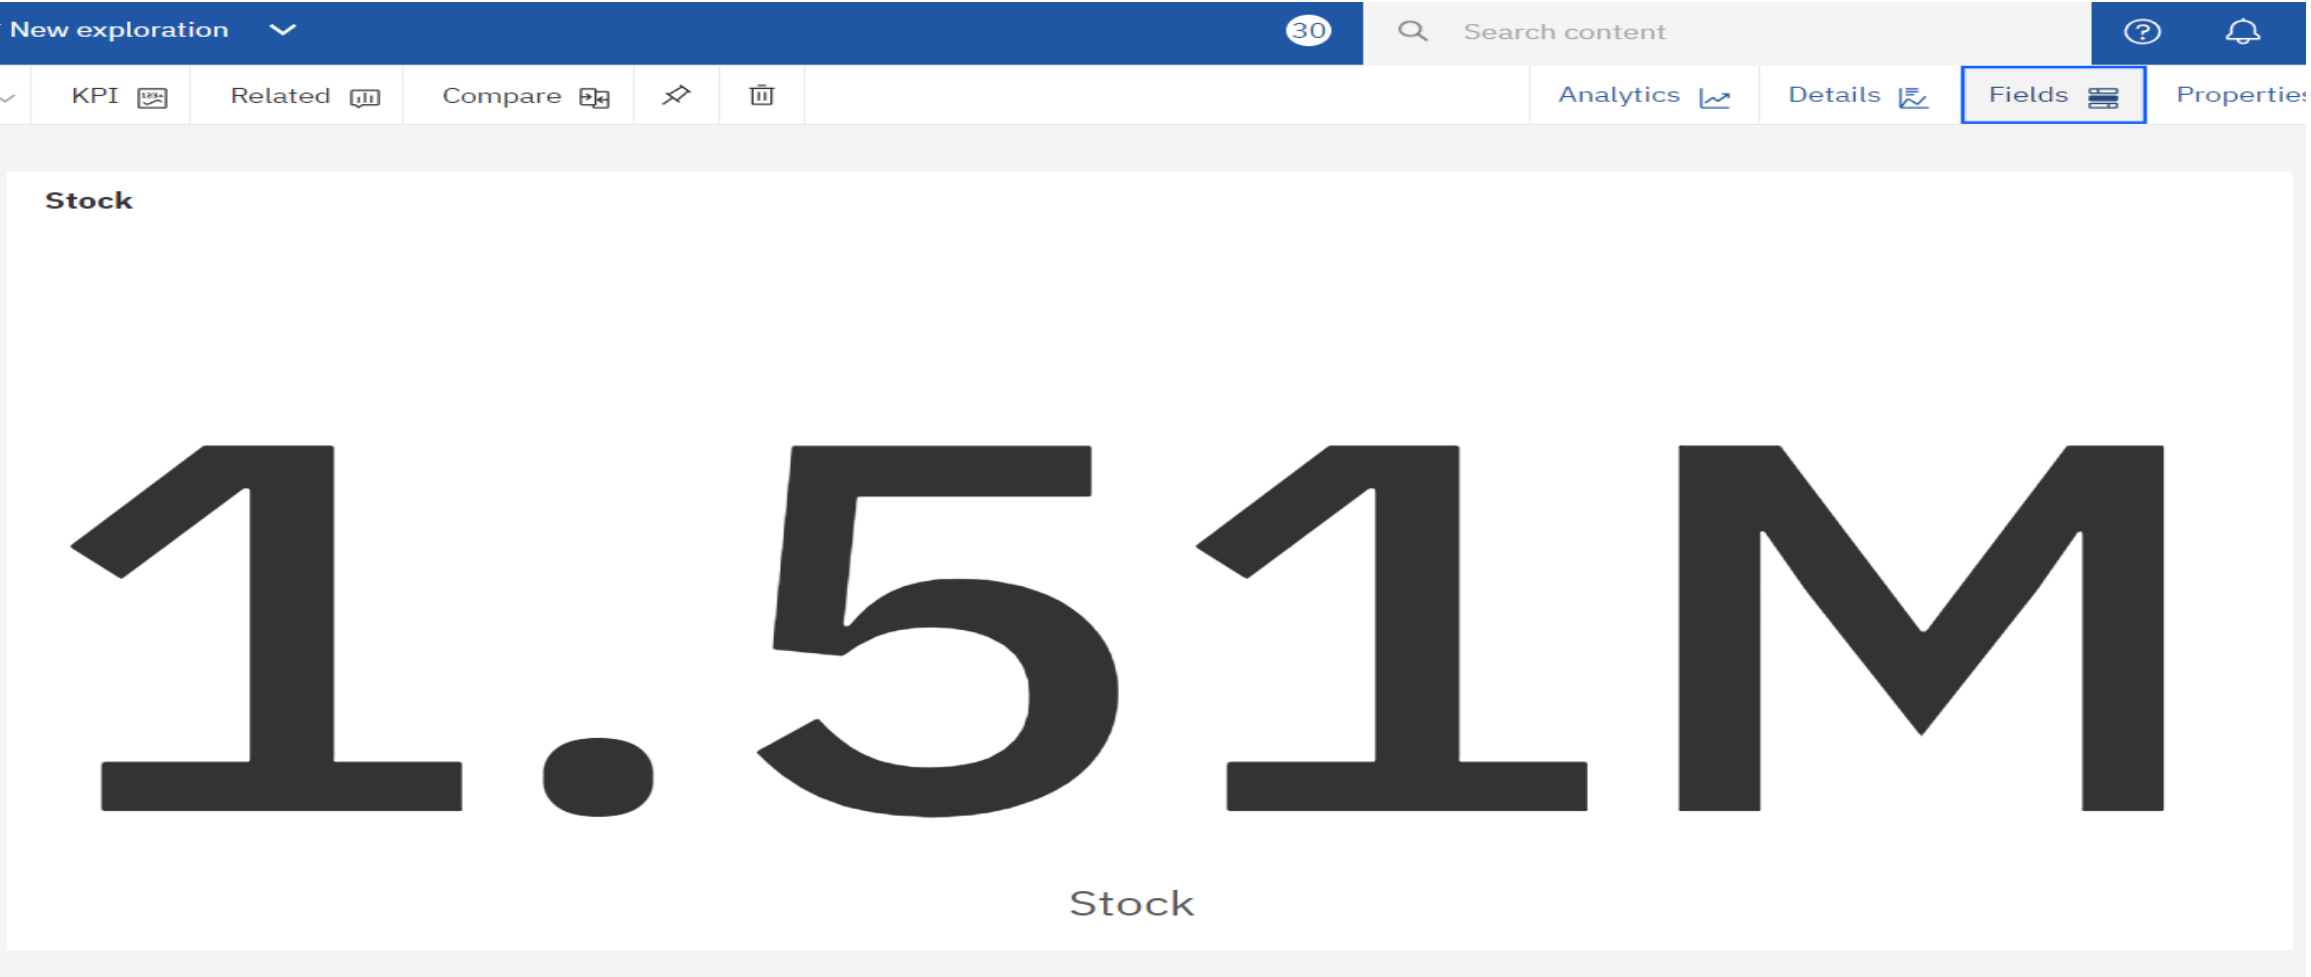 New exploration 30 Search content
KPI Related Compare Analytics Details Fields Properties
Stock
1.51M
Stock